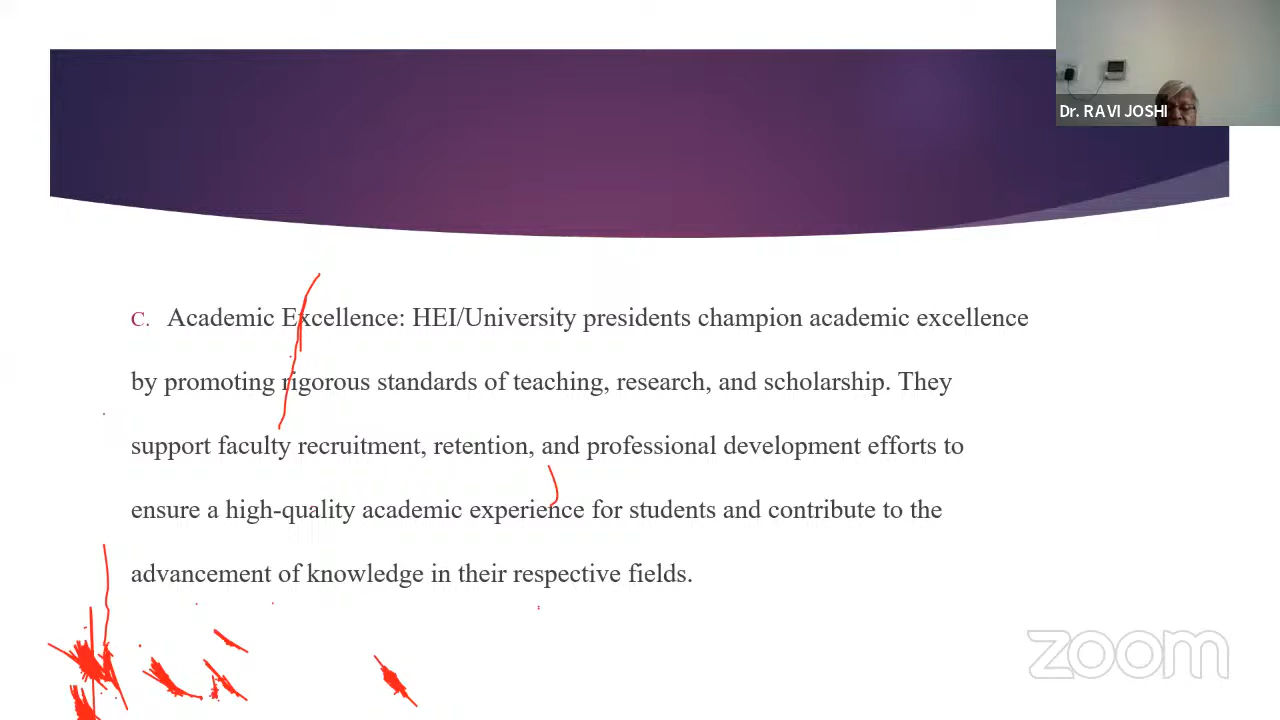 Dr. RAVI JOSHI
C. Academic Excellence: HEI/University presidents champion academic excellence
by promoting rigorous standards of teaching, research, and scholarship. They
support faculty recruitment, retention, and professional development efforts to
ensure a high-quality academic experience for students and contribute to the
advancement of knowledge in their respective fields.
zoom